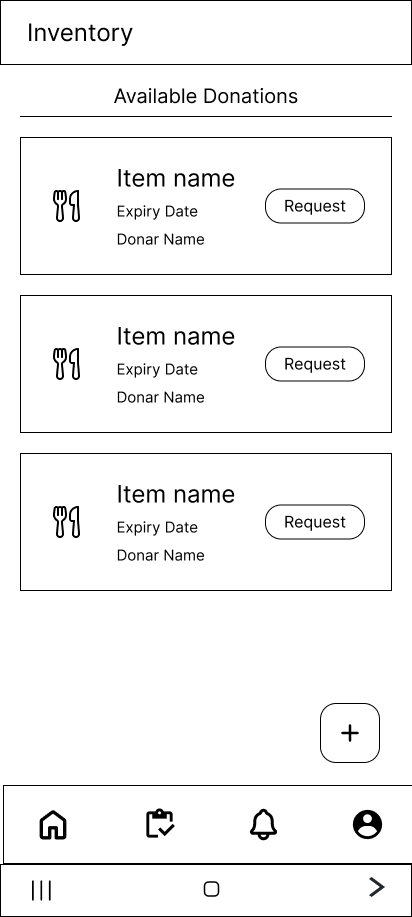 Inventory
Available Donations
Item name
Expiry Date
Donar Name
Request
Item name
Expiry Date
Donar Name
Request
Item name
Expiry Date
Donar Name
Request